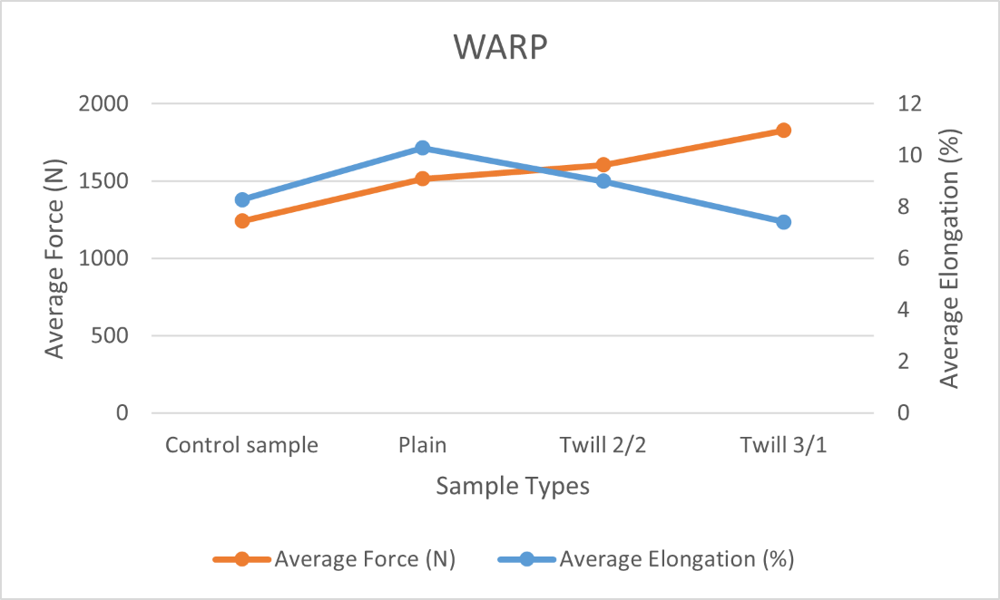 WARP
2000
1500
1000
500
0
Average Force (N)
12
10
8
6
4
2
0
Average Elongation (%)
Control sample Plain Twill 2/2 Twill 3/1
Sample Types
Average Force (N) Average Elongation (%)